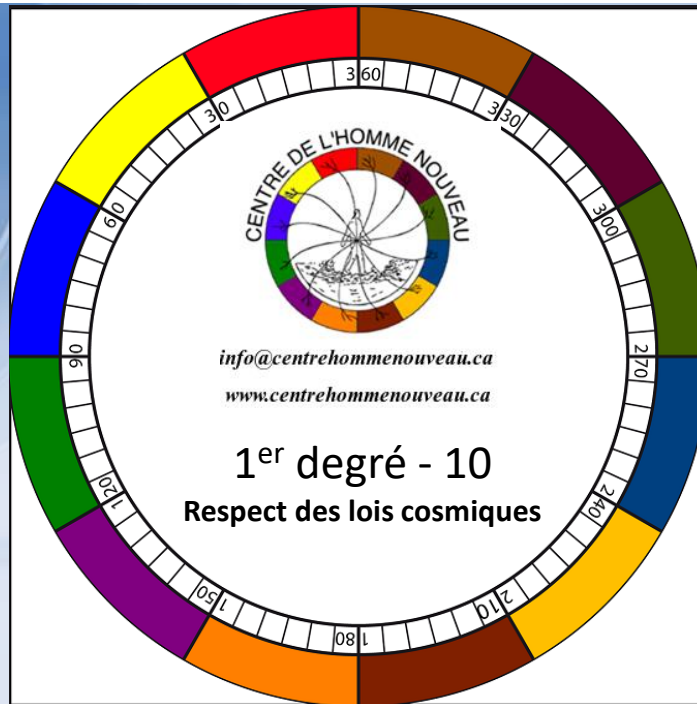 360
330
300
270
240
210
180
150
120
90
60
30
CENTRE DE L'HOMME NOUVEAU
info@centrehommenouveau.ca
www.centrehommenouveau.ca
1er degré - 10
Respect des lois cosmiques